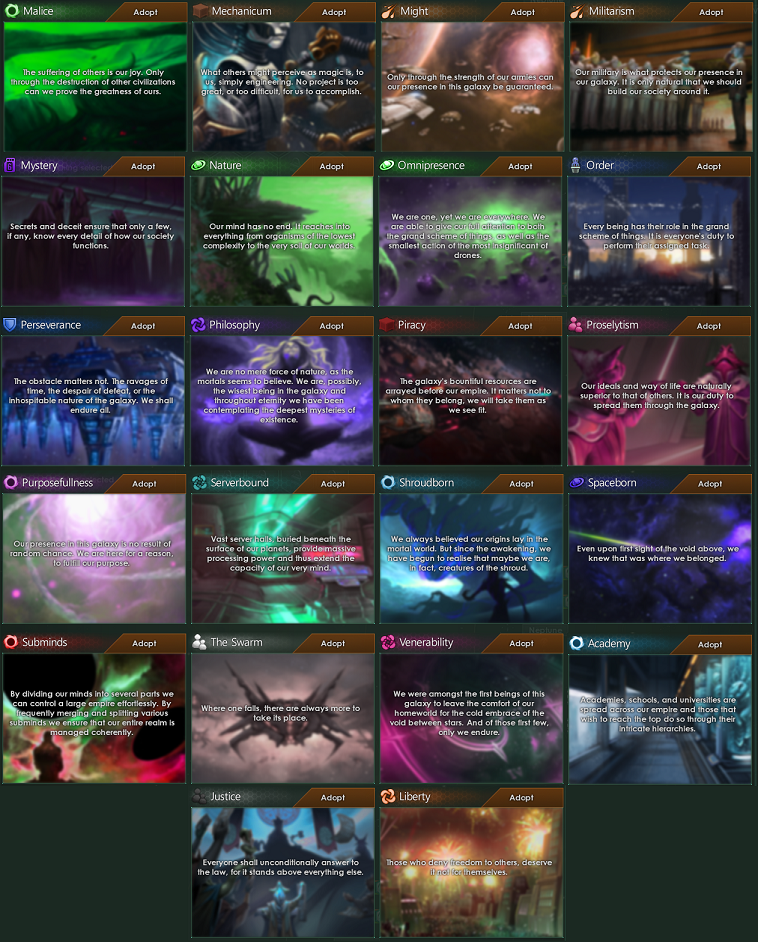 Malice Adopt
The suffering of others is our joy. Only
through the destruction of other civilizations
can we prove the greatness of ours.
Mechanicum Adopt
What others might perceive as magic is, to
us, simply engineering. No project is too
great, or too difficult, for us to accomplish.
Might Adopt
Only through the strength of our armies can
our presence in this galaxy be guaranteed.
Militarism Adopt
Our military is what protects our presence in
our galaxy. It is only natural that we should
build our society around it.
Mystery Adopt
Secrets and deceit ensure that only a few,
if any, know every detail of how our society
functions.
Nature Adopt
Our mind has no end. It reaches into
everything from organisms of the lowest
complexity to the very soil of our worlds.
Omnipresence Adopt
We are one, yet we are everywhere. We
are able to give our full attention to both
the grand scheme of things, as well as the
smallest action of the most insignificant of
drones.
Order Adopt
Every being has their role in the grand
scheme of things. It is everyone's duty to
perform their assigned task.
Perseverance Adopt
The obstacle matters not. The ravages of
time, the despair of defeat, or the
inhospitable nature of the galaxy. We shall
endure all.
Philosophy Adopt
We are no mere force of nature, as the
mortals seems to believe. We are, possibly,
the wisest being in the galaxy and
throughout eternity we have been
contemplating the deepest mysteries of
existence.
Piracy Adopt
The galaxy's bountiful resources are
arrayed before our empire. It matters not to
whom they belong, we will take them as
we see fit.
Proselytism Adopt
Our ideals and way of life are naturally
superior to that of others. It is our duty to
spread them through the galaxy.
Purposefullness Adopt
Our presence in this galaxy is no result of
random chance. We are here for a reason,
to fulfill our purpose.
Serverbound Adopt
Vast server halls, buried beneath the
surface of our planets, provide massive
processing power and thus extend the
capacity of our very mind.
Shroudborn Adopt
We always believed our origins lay in the
mortal world. But since the awakening, we
have begun to realise that maybe we are,
in fact, creatures of the shroud.
Spaceborn Adopt
Even upon first sight of the void above, we
knew that was where we belonged.
Subminds Adopt
By dividing our minds into several parts we
can control a large empire effortlessly. By
frequently merging and splitting various
subminds we ensure that our entire realm is
managed coherently.
The Swarm Adopt
Where one falls, there are always more to
take its place.
Venerability Adopt
We were amongst the first beings of this
galaxy to leave the comfort of our
homeworld for the cold embrace of the
void between stars. And of those first few,
only we endure.
Academy Adopt
Academies, schools, and universities are
spread across our empire and those that
wish to reach the top do so through their
intricate hierarchies.
Justice Adopt
Everyone shall unconditionally answer to
the law, for it stands above everything else.
Liberty Adopt
Those who deny freedom to others, deserve
it not for themselves.